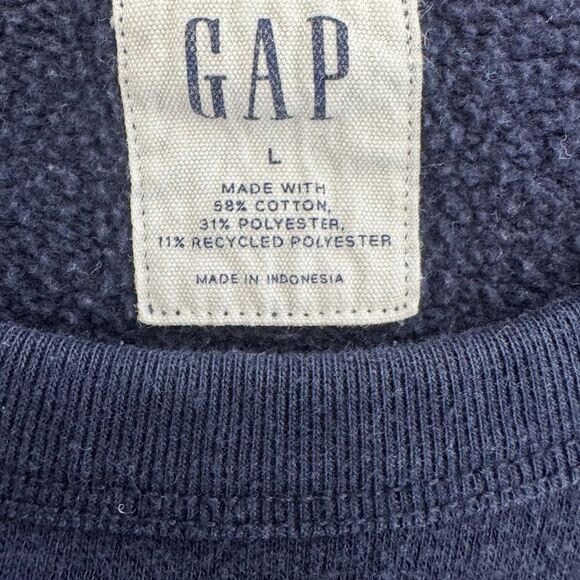 GAP
L
MADE WITH
58% COTTON,
31% POLYESTER,
11% RECYCLED POLYESTER
MADE IN INDONESIA